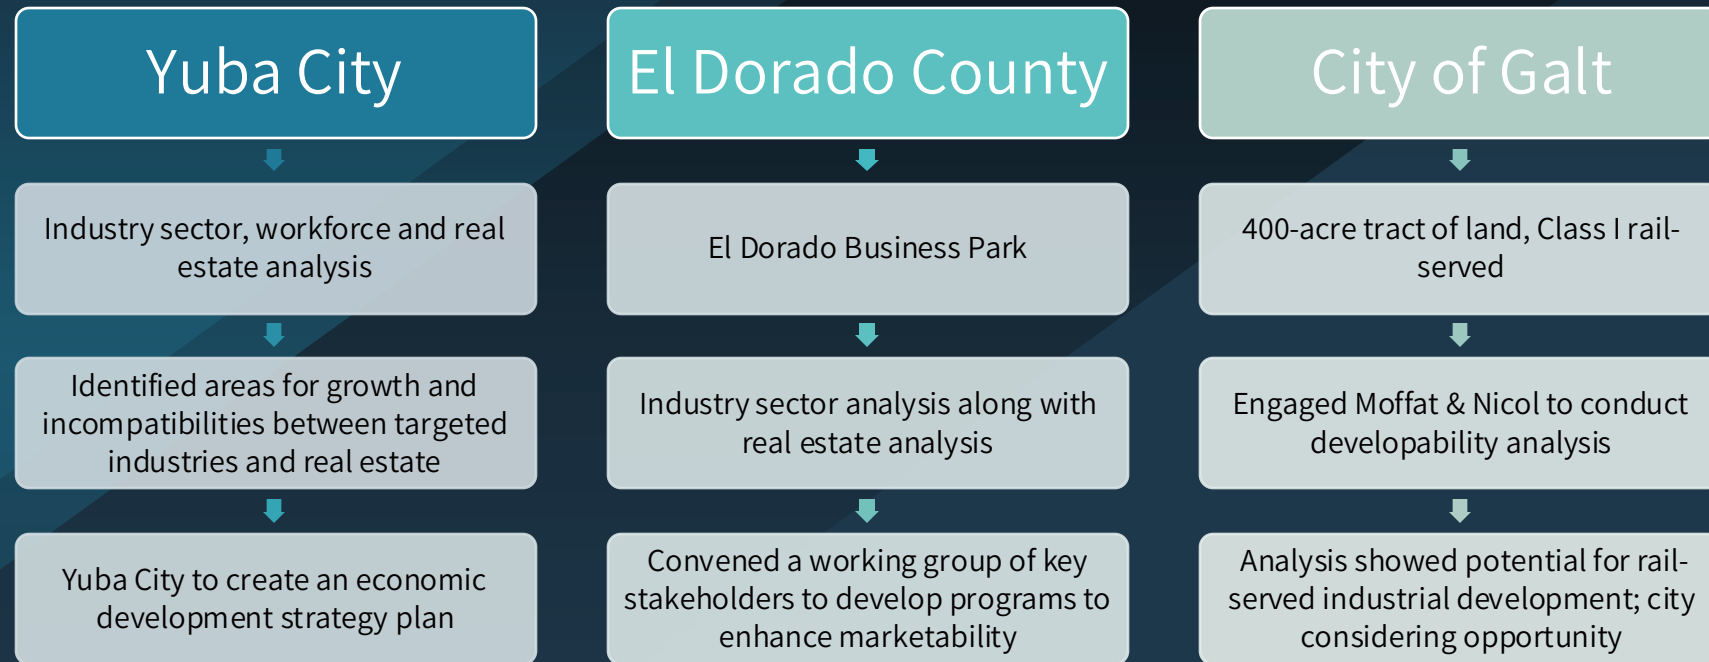 Yuba City
Industry sector, workforce and real
estate analysis
Identified areas for growth and
incompatibilities between targeted
industries and real estate
Yuba City to create an economic
development strategy plan
El Dorado County
El Dorado Business Park
Industry sector analysis along with
real estate analysis
Convened a working group of key
stakeholders to develop programs to
enhance marketability
City of Galt
400-acre tract of land, Class I rail-
served
Engaged Moffat & Nicol to conduct
developability analysis
Analysis showed potential for rail-
served industrial development; city
considering opportunity